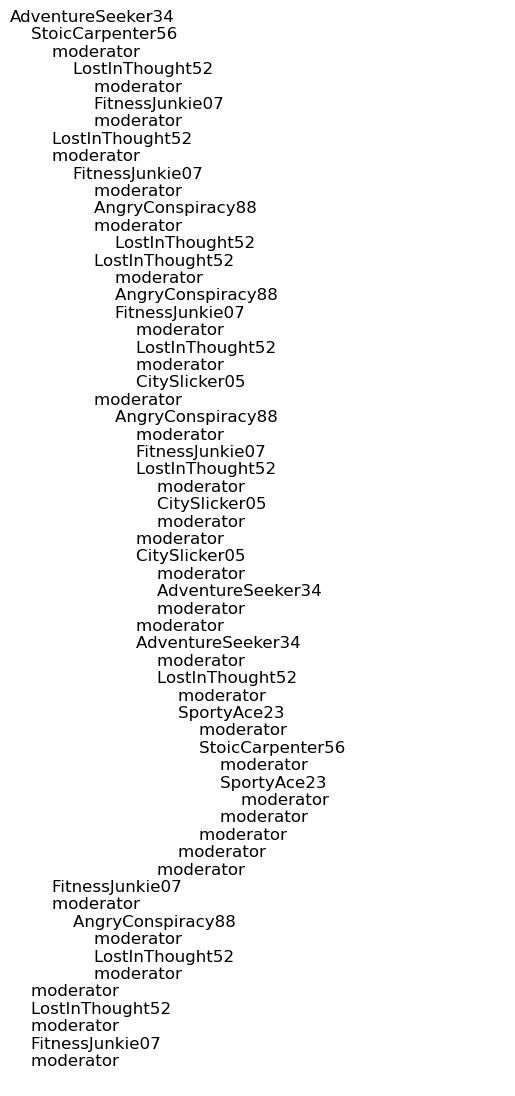 AdventureSeeker34
StoicCarpenter56
moderator
LostInThought52
moderator
FitnessJunkie07
moderator
LostInThought52
moderator
FitnessJunkie07
moderator
AngryConspiracy88
moderator
LostInThought52
LostInThought52
moderator
AngryConspiracy88
FitnessJunkie07
moderator
LostInThought52
moderator
CitySlicker05
moderator
AngryConspiracy88
moderator
FitnessJunkie07
LostInThought52
moderator
CitySlicker05
moderator
moderator
CitySlicker05
moderator
AdventureSeeker34
moderator
moderator
AdventureSeeker34
moderator
LostInThought52
moderator
SportyAce23
moderator
StoicCarpenter56
moderator
SportyAce23
moderator
moderator
moderator
moderator
moderator
FitnessJunkie07
moderator
AngryConspiracy88
moderator
LostInThought52
moderator
moderator
LostInThought52
moderator
FitnessJunkie07
moderator